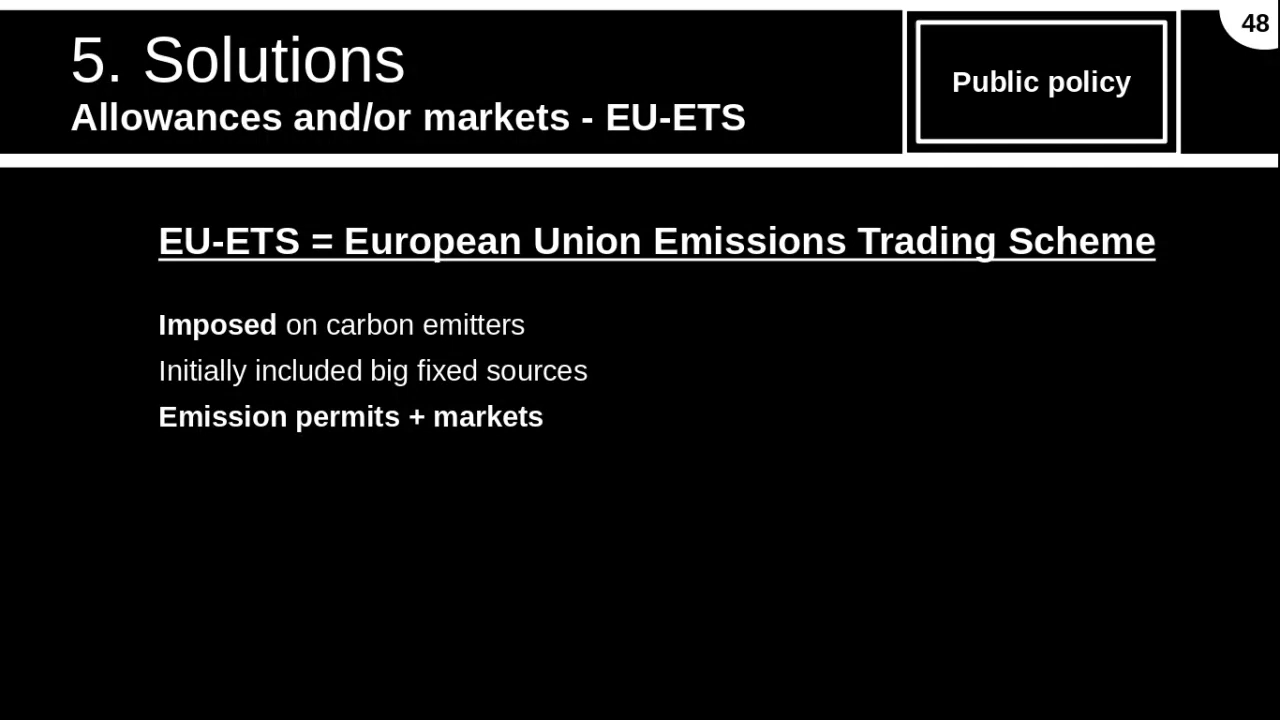 48
5. Solutions
Allowances and/or markets - EU-ETS
Public policy
EU-ETS = European Union Emissions Trading Scheme
Imposed on carbon emitters
Initially included big fixed sources
Emission permits + markets